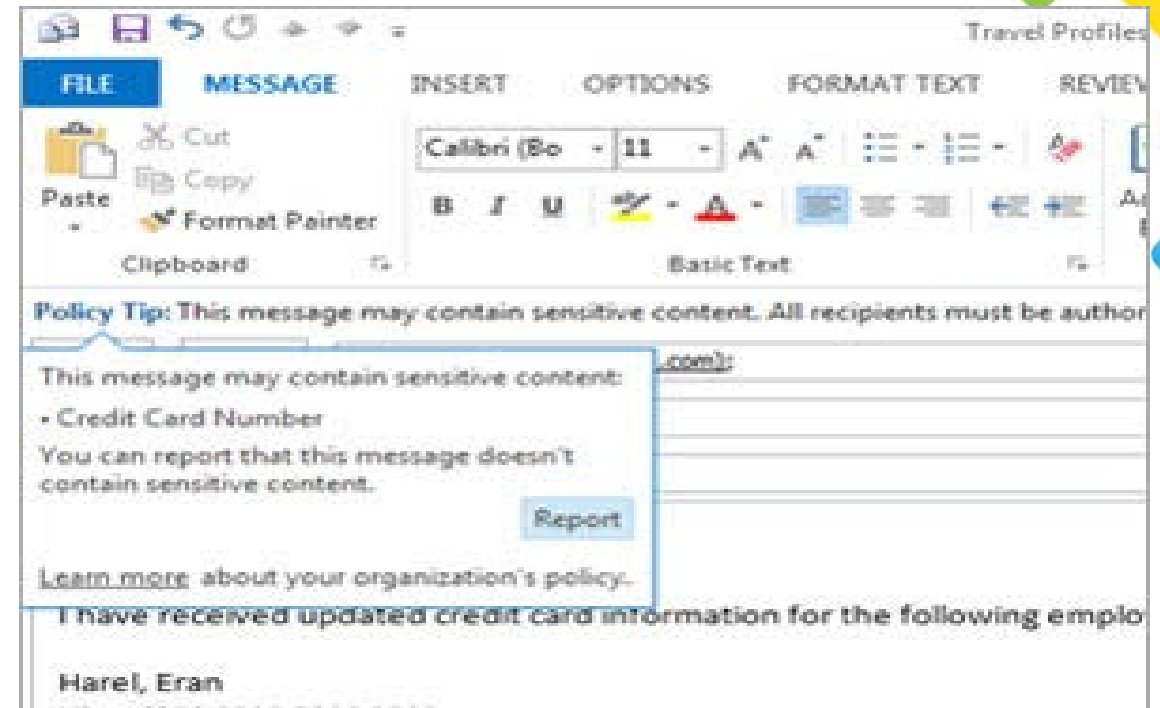 Travel Profiles
FILE MESSAGE INSERT OPTIONS FORMAT TEXT REVIEW
Cut
Copy
Paste
Format Painter
Calibri (Bo 11 A A
B I U A
Clipboard Basic Text
Policy Tip: This message may contain sensitive content. All recipients must be author
.com);
This message may contain sensitive content:
• Credit Card Number
You can report that this message doesn't
contain sensitive content.
Report
Learn more about your organization's policy.
I have received updated credit card information for the following emplo
Harel, Eran